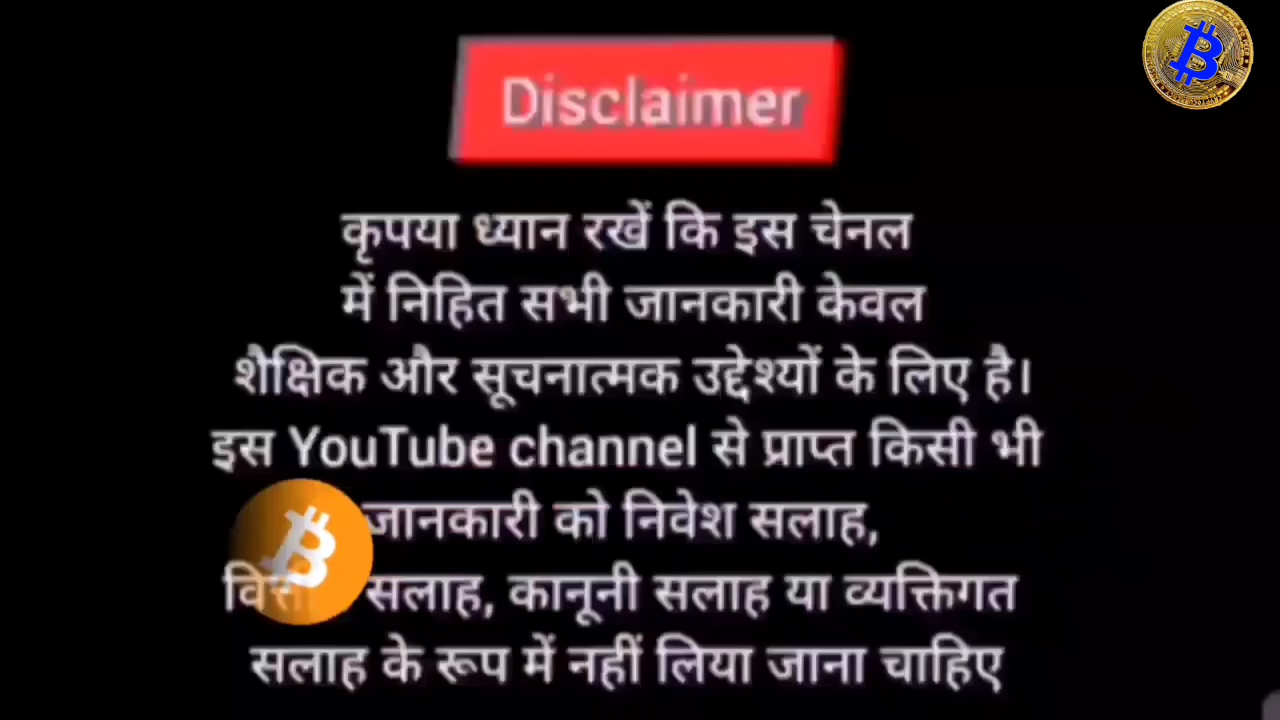 Disclaimer
कृपया ध्यान रखें कि इस चेनल
में निहित सभी जानकारी केवल
शैक्षिक और सूचनात्मक उद्देश्यों के लिए है।
इस YouTube channel से प्राप्त किसी भी
जानकारी को निवेश सलाह,
सलाह, कानूनी सलाह या व्यक्तिगत
सलाह के रूप में नहीं लिया जाना चाहिए